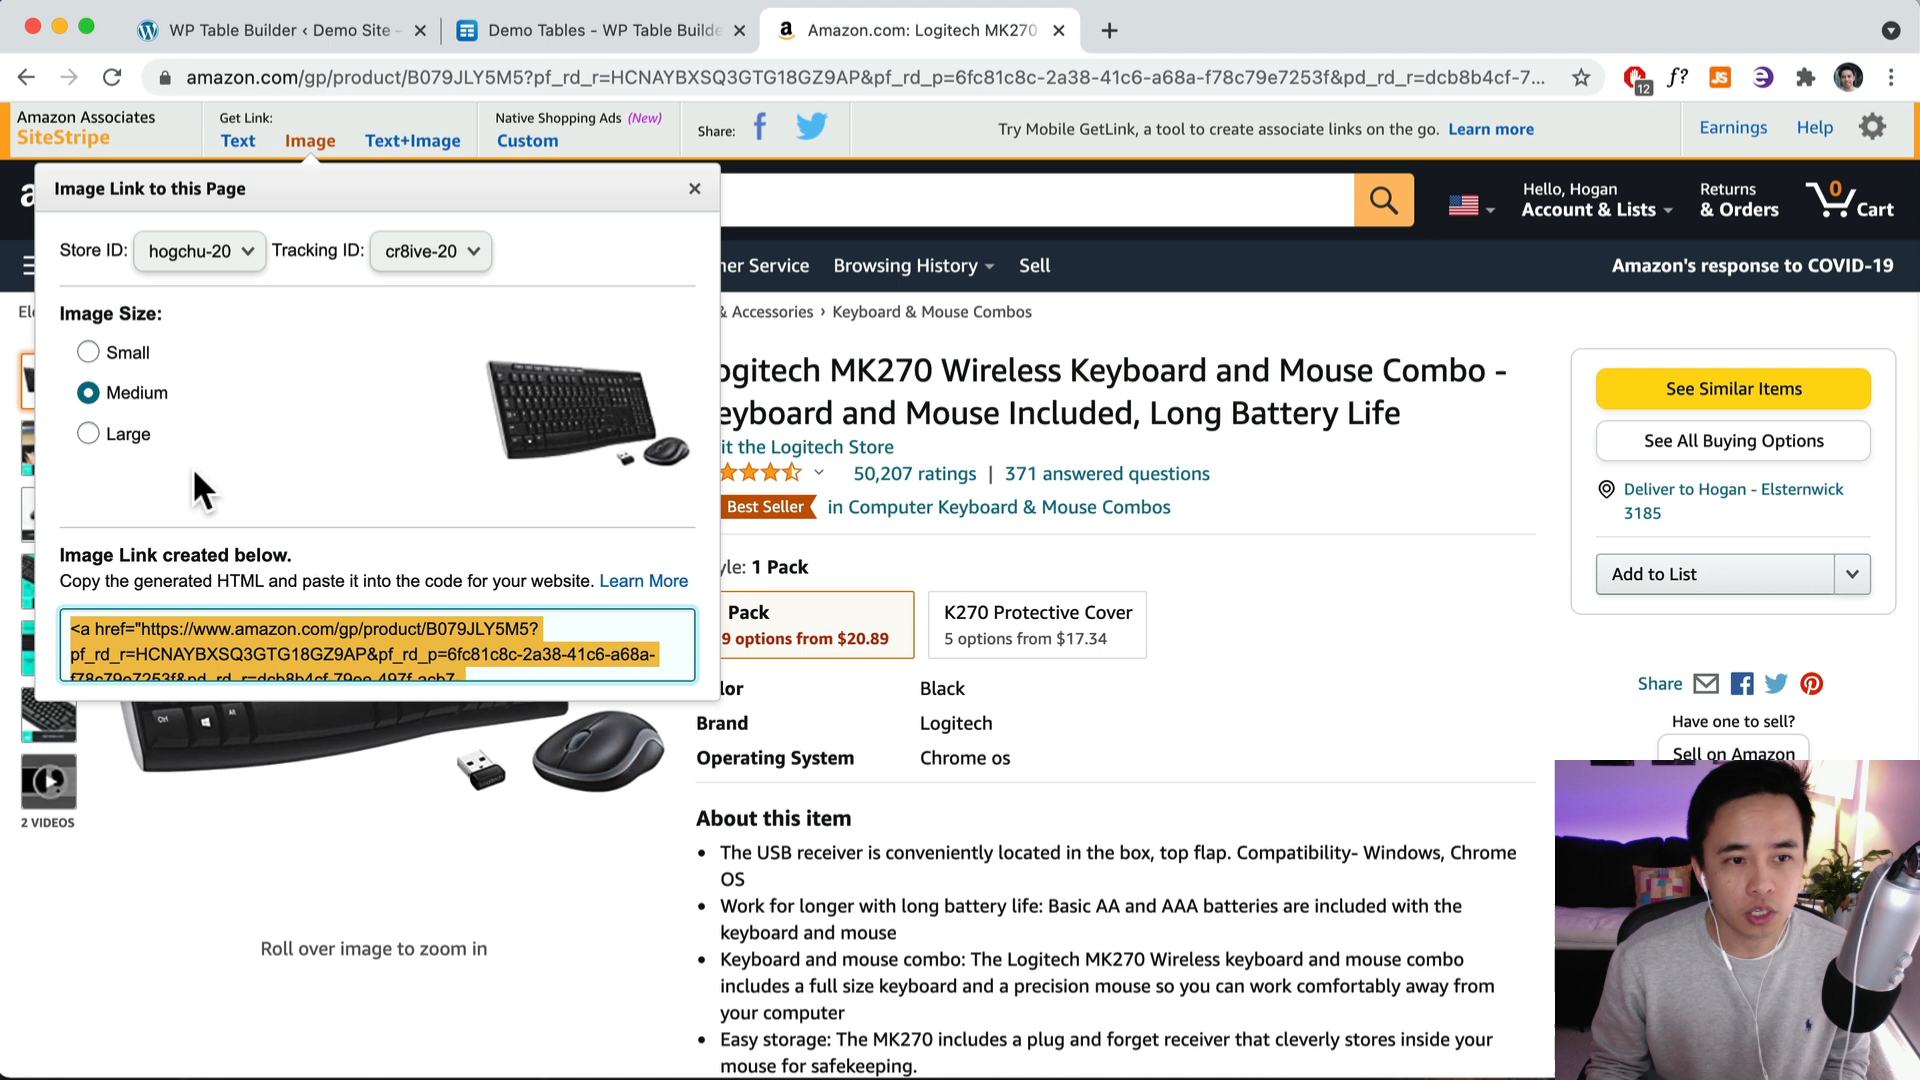 WP Table Builder ‹ Demo Site -
Demo Tables - WP Table Builde
Amazon.com: Logitech MK270
amazon.com/gp/product/B079JLY5M5?pf_rd_r=HCNAYBXSQ3GTG18GZ9AP&pf_rd_p=6fc81c8c-2a38-41c6-a68a-f78c79e7253f&pd_rd_r=dcb8b4cf-7...
f?
JS
12
Amazon Associates
SiteStripe
Get Link:
Text
Image
Text+Image
Native Shopping Ads (New)
Custom
Share:
Try Mobile GetLink, a tool to create associate links on the go. Learn more
Earnings
Help
Image Link to this Page
Store ID: hogchu-20 Tracking ID: cr8ive-20
Image Size:
Small
Medium
Large
Image Link created below.
Copy the generated HTML and paste it into the code for your website. Learn More
<a href="https://www.amazon.com/gp/product/B079JLY5M5?
pf_rd_r=HCNAYBXSQ3GTG18GZ9AP&pf_rd_p=6fc81c8c-2a38-41c6-a68a-
f78c79e7253f&pd_rd_r=dcb8b4cf-79ee-497f-acb7-
Hello, Hogan
Account & Lists
Returns
& Orders
0
Cart
er Service
Browsing History
Sell
Amazon's response to COVID-19
El
& Accessories › Keyboard & Mouse Combos
ogitech MK270 Wireless Keyboard and Mouse Combo -
eyboard and Mouse Included, Long Battery Life
it the Logitech Store
50,207 ratings | 371 answered questions
Best Seller in Computer Keyboard & Mouse Combos
yle: 1 Pack
Pack
9 options from $20.89
K270 Protective Cover
5 options from $17.34
lor Black
Brand Logitech
Operating System Chrome os
About this item
• The USB receiver is conveniently located in the box, top flap. Compatibility- Windows, Chrome
OS
• Work for longer with long battery life: Basic AA and AAA batteries are included with the
keyboard and mouse
• Keyboard and mouse combo: The Logitech MK270 Wireless keyboard and mouse combo
includes a full size keyboard and a precision mouse so you can work comfortably away from
your computer
• Easy storage: The MK270 includes a plug and forget receiver that cleverly stores inside your
mouse for safekeeping.
See Similar Items
See All Buying Options
Deliver to Hogan - Elsternwick
3185
Add to List
Share
Have one to sell?
Sell on Amazon
Ctrl
Alt
2 VIDEOS
Roll over image to zoom in